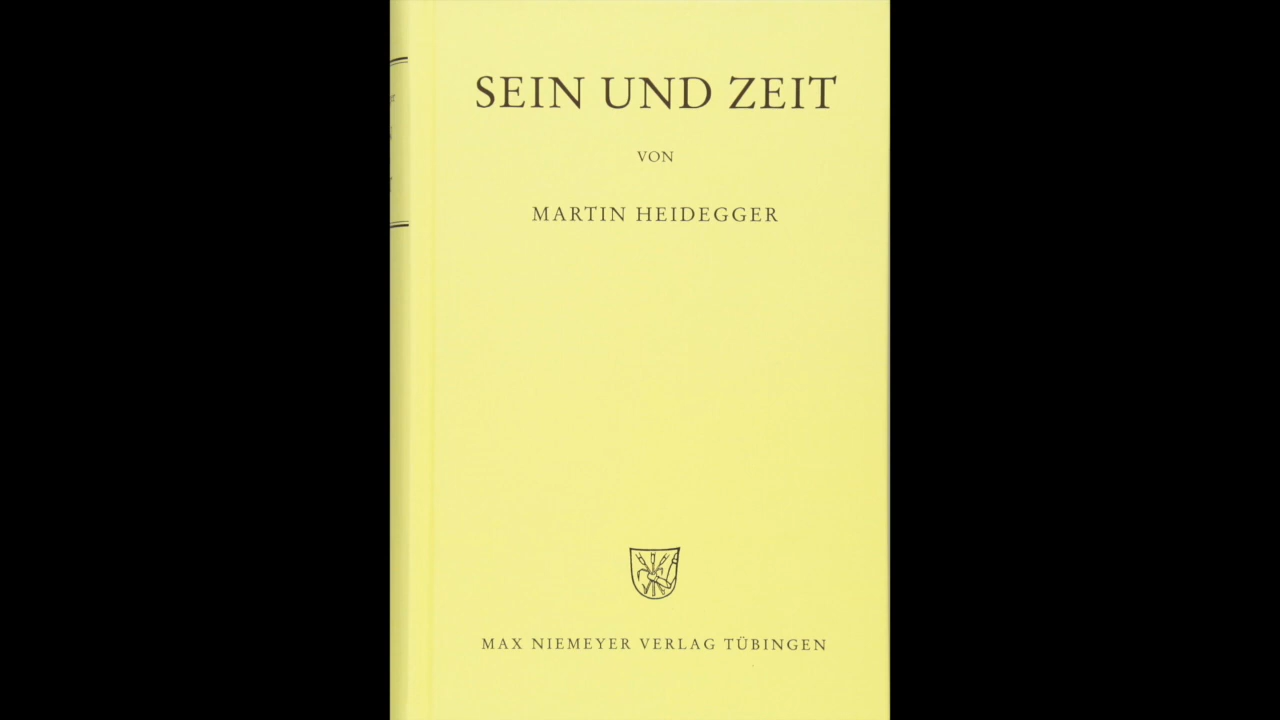 SEIN UND ZEIT
VON
MARTIN HEIDEGGER
MAX NIEMEYER VERLAG TÜBINGEN